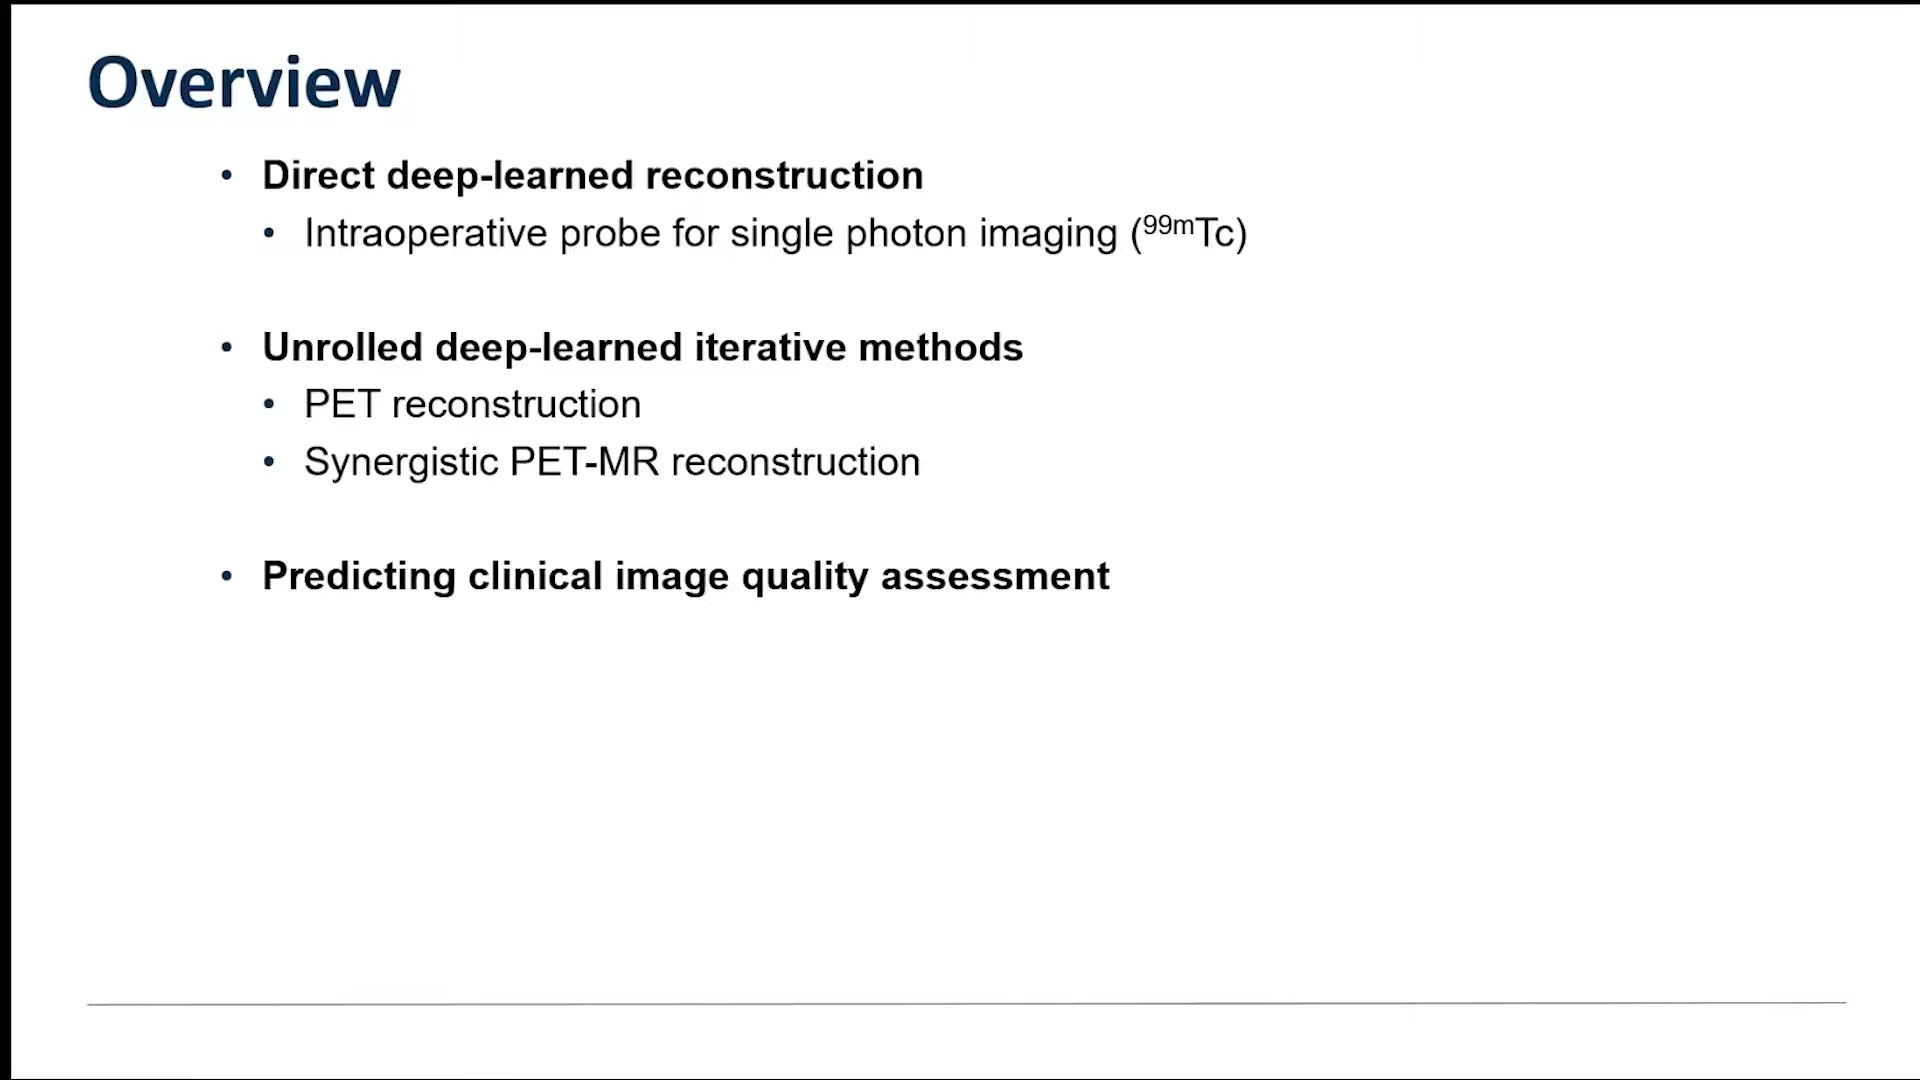 Overview
• Direct deep-learned reconstruction
• Intraoperative probe for single photon imaging (⁹⁹ᵐTc)
• Unrolled deep-learned iterative methods
• PET reconstruction
• Synergistic PET-MR reconstruction
• Predicting clinical image quality assessment